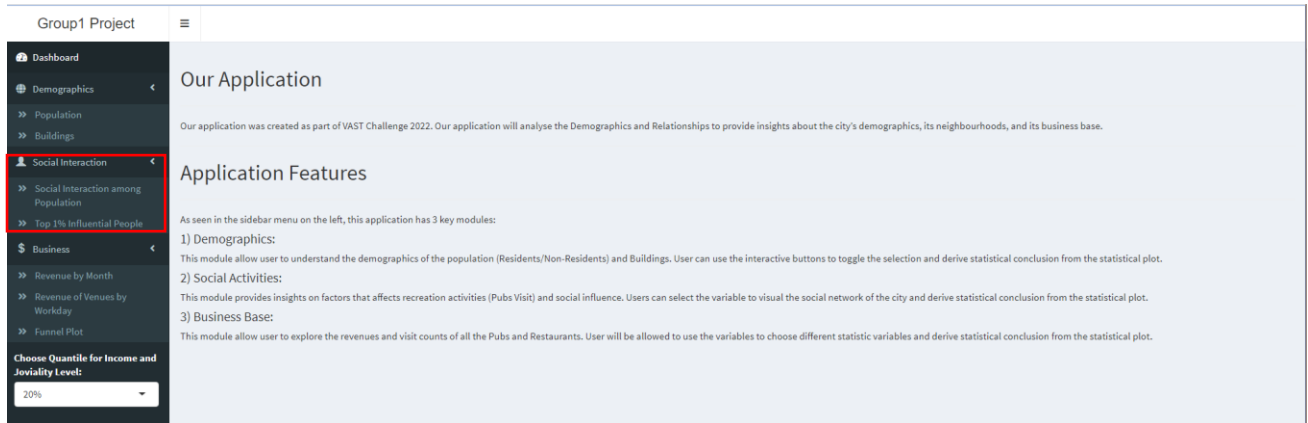 Group1 Project
Dashboard
Demographics
Population
Buildings
Social Interaction
Social Interaction among
Population
Top 1% Influential People
$ Business
Revenue by Month
Revenue of Venues by
Workday
Funnel Plot
Choose Quantile for Income and
Joviality Level:
20%
Our Application
Our application was created as part of VAST Challenge 2022. Our application will analyse the Demographics and Relationships to provide insights about the city's demographics, its neighbourhoods, and its business base.
Application Features
As seen in the sidebar menu on the left, this application has 3 key modules:
1) Demographics:
This module allow user to understand the demographics of the population (Residents/Non-Residents) and Buildings. User can use the interactive buttons to toggle the selection and derive statistical conclusion from the statistical plot.
2) Social Activities:
This module provides insights on factors that affects recreation activities (Pubs Visit) and social influence. Users can select the variable to visual the social network of the city and derive statistical conclusion from the statistical plot.
3) Business Base:
This module allow user to explore the revenues and visit counts of all the Pubs and Restaurants. User will be allowed to use the variables to choose different statistic variables and derive statistical conclusion from the statistical plot.